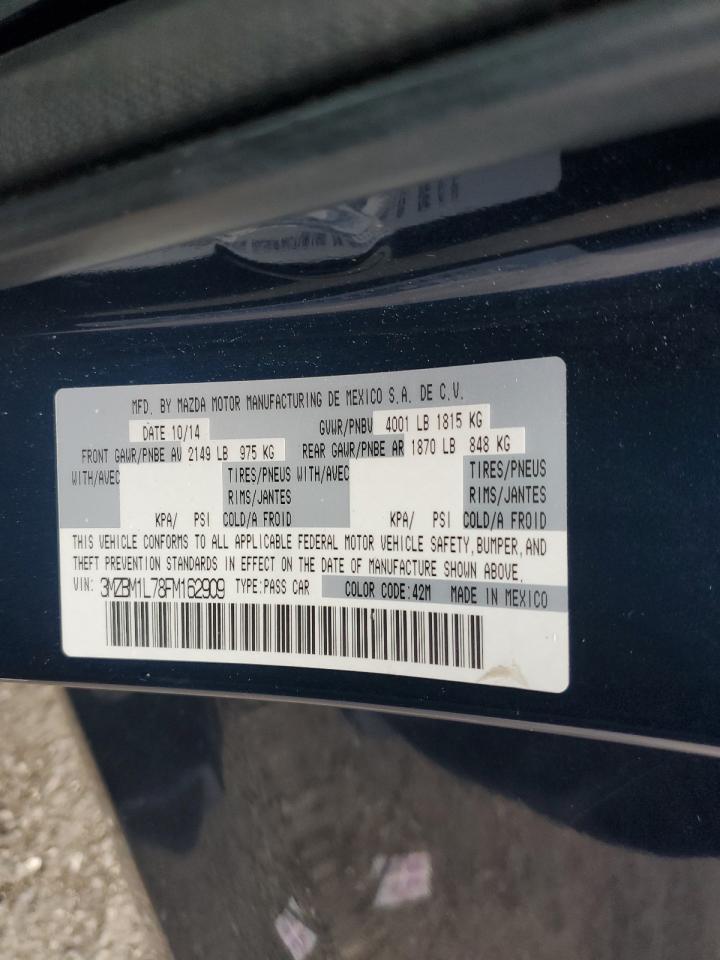 MFD. BY MAZDA MOTOR MANUFACTURING DE MEXICO S.A. DE C.V.
DATE 10/14 GVWR/PNBV 4001 LB 1815 KG
FRONT GAWR/PNBE AV 2149 LB 975 KG REAR GAWR/PNBE AR 1870 LB 848 KG
WITH/AVEC TIRES/PNEUS WITH/AVEC TIRES/PNEUS
RIMS/JANTES RIMS/JANTES
KPA/ PSI COLD/A FROID KPA/ PSI COLD/A FROID
THIS VEHICLE CONFORMS TO ALL APPLICABLE FEDERAL MOTOR VEHICLE SAFETY, BUMPER, AND
THEFT PREVENTION STANDARDS IN EFFECT ON THE DATE OF MANUFACTURE SHOWN ABOVE.
VIN: 3MZBM1L78FM162909 TYPE:PASS CAR COLOR CODE:42M MADE IN MEXICO